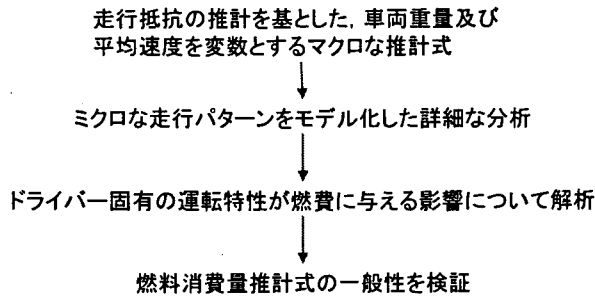 走行抵抗の推計を基とした，車両重量及び
平均速度を変数とするマクロな推計式
ミクロな走行パターンをモデル化した詳細な分析
ドライバー固有の運転特性が燃費に与える影響について解析
燃料消費量推計式の一般性を検証